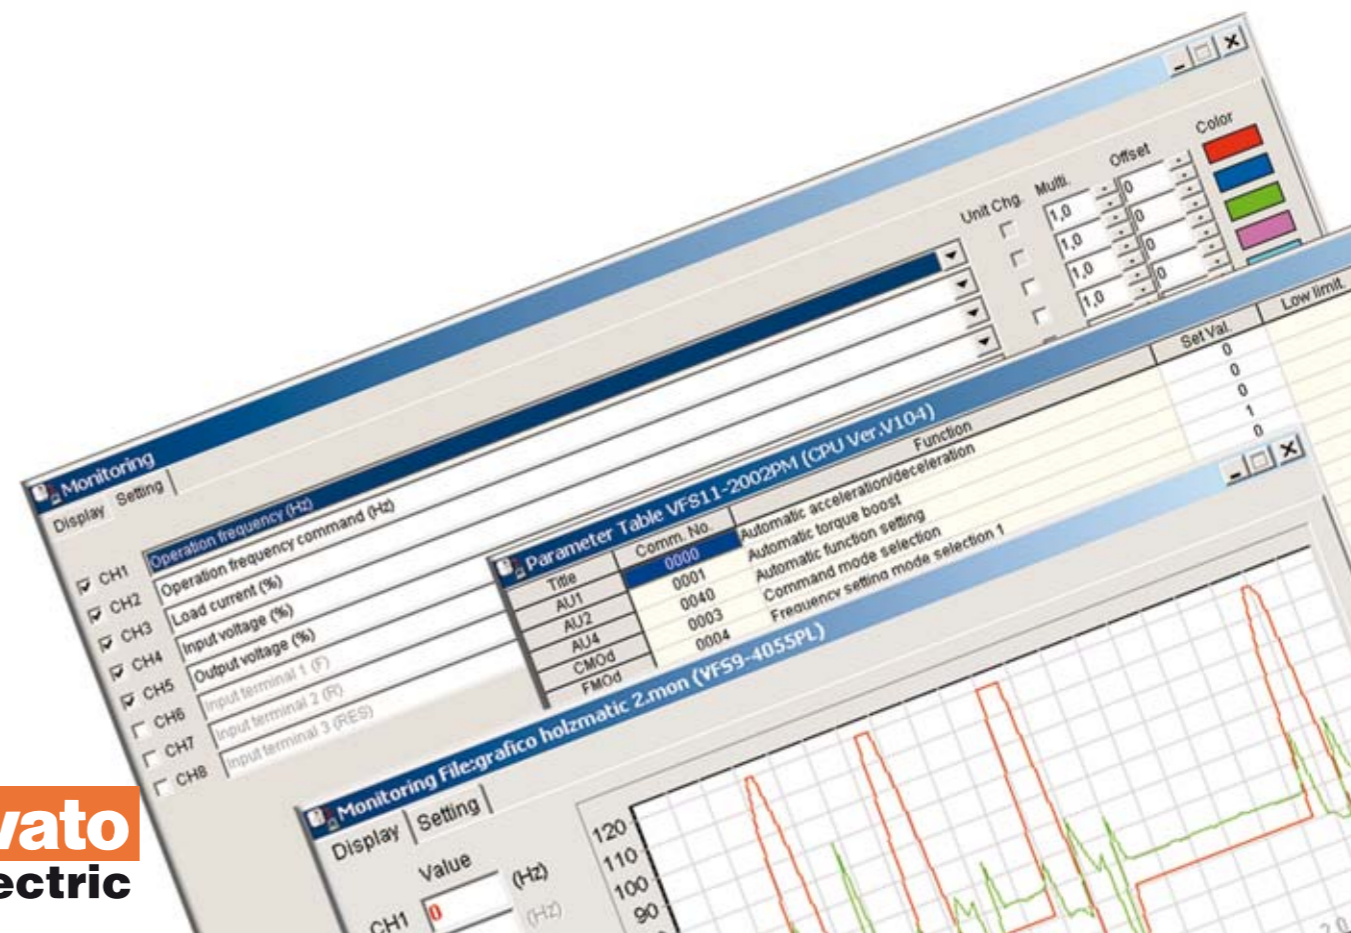 Monitoring
Display Setting
Unit Chg. Multi. Offset Color
CH1 Operation frequency (Hz) 1,0 0
CH2 Operation frequency command (Hz) 1,0 0
CH3 Load current (%) 1,0 0
CH4 Input voltage (%) 1,0 0
CH5 Output voltage (%)
CH6 Input terminal 1 (F)
CH7 Input terminal 2 (R)
CH8 Input terminal 3 (RES)
Parameter Table VFS11-2002PM (CPU Ver.V104)
Title Comm. No. Function Set Val. Low limit.
AU1 0000 Automatic acceleration/deceleration 0
AU2 0001 Automatic torque boost 0
AU4 0040 Automatic function setting 0
CMOd 0003 Command mode selection 1
FMOd 0004 Frequency setting mode selection 1 0
Monitoring File:grafico holzmatic 2.mon (VFS9-4055PL)
Display Setting
Value
CH1 0 (Hz)
(Hz)
120
110
100
90
2.0
vato
ectric